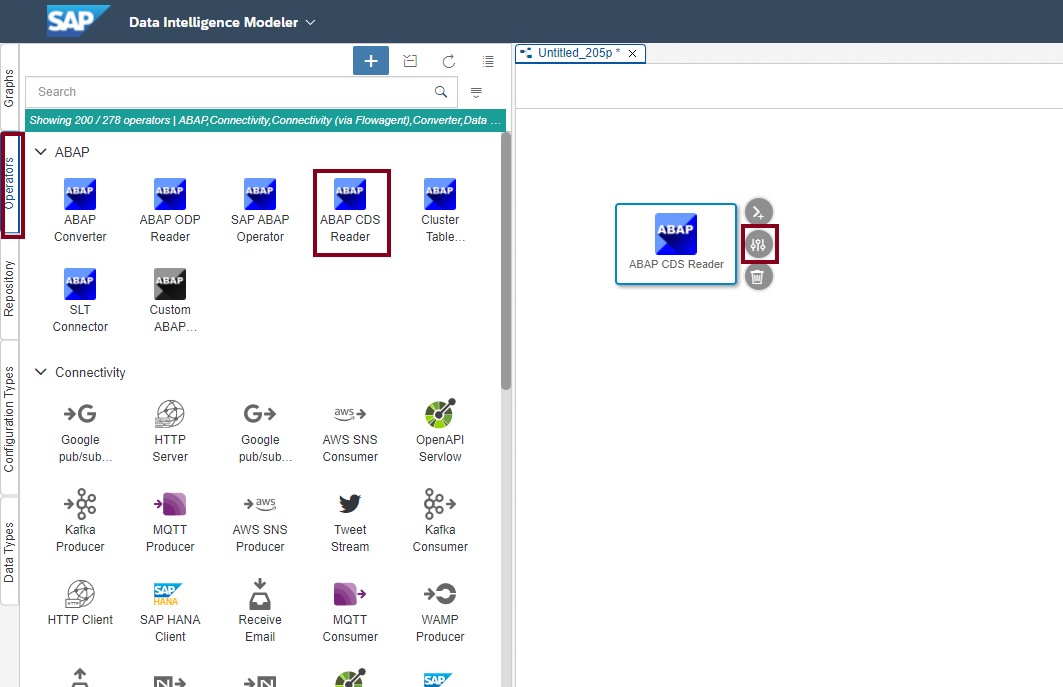 SAP Data Intelligence Modeler
Graphs
Operators
Repository
Configuration Types
Data Types
+
Search
Showing 200 / 278 operators | ABAP,Connectivity,Connectivity (via Flowagent),Converter,Data ...
ABAP
ABAP
ABAP
Converter
ABAP
ABAP ODP
Reader
ABAP
SAP ABAP
Operator
ABAP
ABAP CDS
Reader
ABAP
Cluster
Table...
ABAP
SLT
Connector
ABAP
Custom
ABAP...
Connectivity
G
Google
pub/sub...
HTTP
HTTP
Server
G
Google
pub/sub...
aws
AWS SNS
Consumer
OpenAPI
Servlow
Kafka
Producer
MQTT
Producer
aws
AWS SNS
Producer
Tweet
Stream
Kafka
Consumer
HTTP
HTTP Client
SAP
HANA
SAP HANA
Client
Receive
Email
MQTT
Consumer
WAMP
Producer
N
N
SAP
Untitled_205p *
ABAP
ABAP CDS Reader